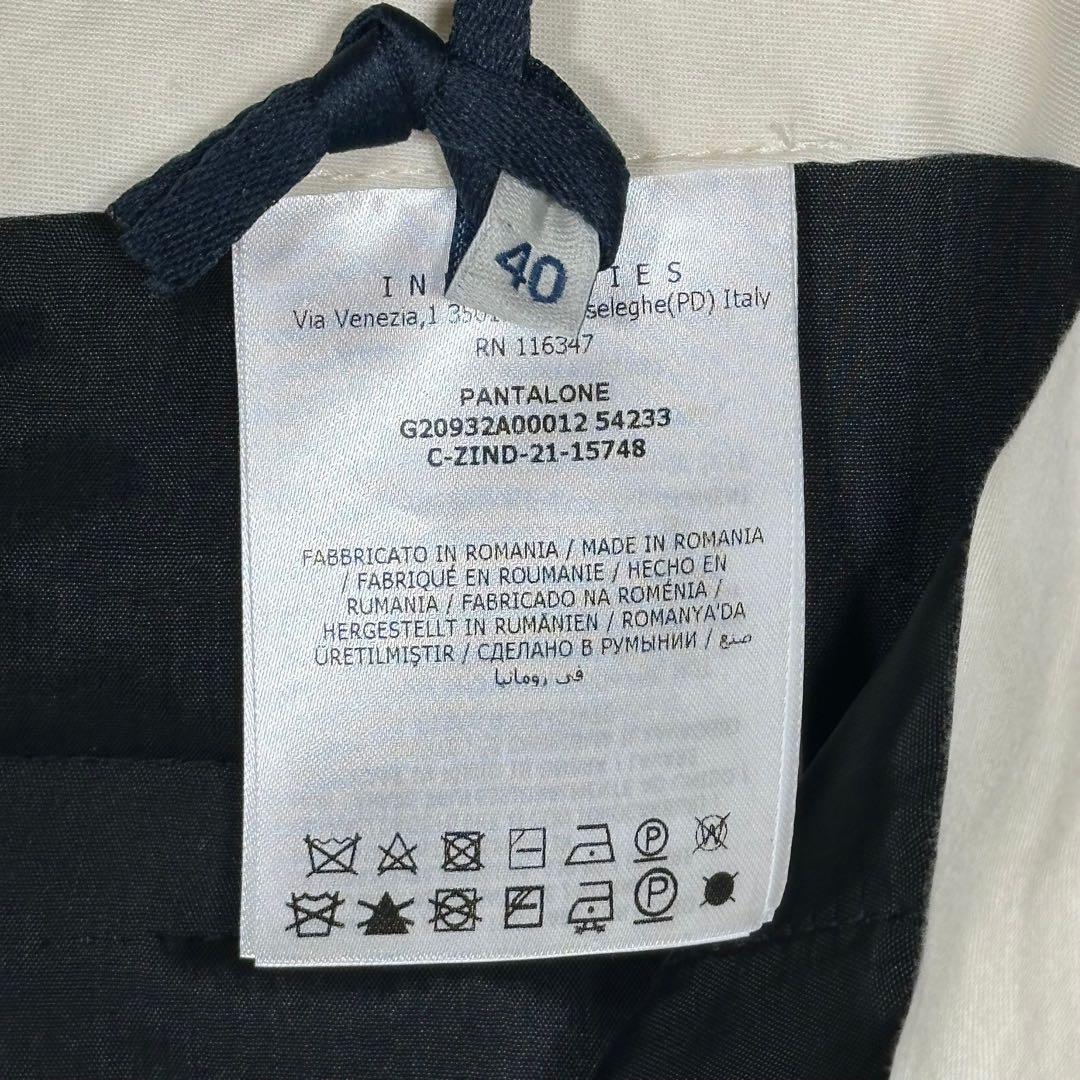 40
IN IES
Via Venezia,1 seleghe(PD) Italy
RN 116347
PANTALONE
G20932A00012 54233
C-ZIND-21-15748
FABBRICATO IN ROMANIA / MADE IN ROMANIA
/ FABRIQUÉ EN ROUMANIE / HECHO EN
RUMANIA / FABRICADO NA ROMÉNIA /
HERGESTELLT IN RUMÄNIEN / ROMANYA'DA
ÜRETILMIŞTIR / СДЕЛАНО В РУМЫНИИ / صنع
في رومانيا
P W
P